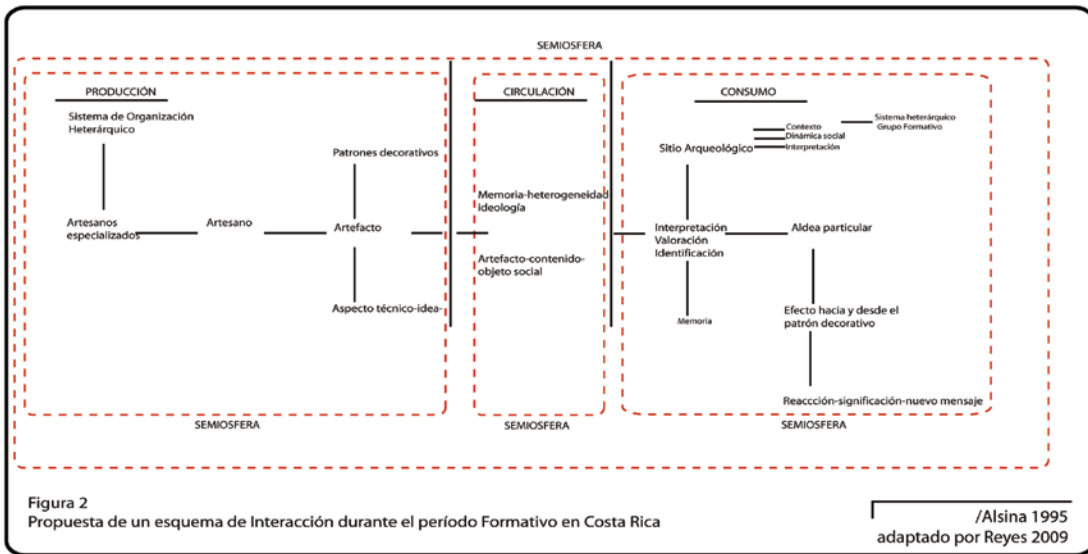 SEMIOSFERA
PRODUCCIÓN
Sistema de Organización
Heterárquico
Patrones decorativos
Artesanos
especializados
Artesano
Artefacto
Aspecto técnico-idea-
SEMIOSFERA
CIRCULACIÓN
Memoria-heterogeneidad
ideología
Artefacto-contenido-
objeto social
SEMIOSFERA
CONSUMO
Sitio Arqueológico
Contexto
Dinámica social
Interpretación
Sistema heterárquico
Grupo Formativo
Interpretación
Valoración
Identificación
Aldea particular
Memoria
Efecto hacia y desde el
patrón decorativo
Reaccción-significación-nuevo mensaje
SEMIOSFERA
Figura 2
Propuesta de un esquema de Interacción durante el período Formativo en Costa Rica
/Alsina 1995
adaptado por Reyes 2009